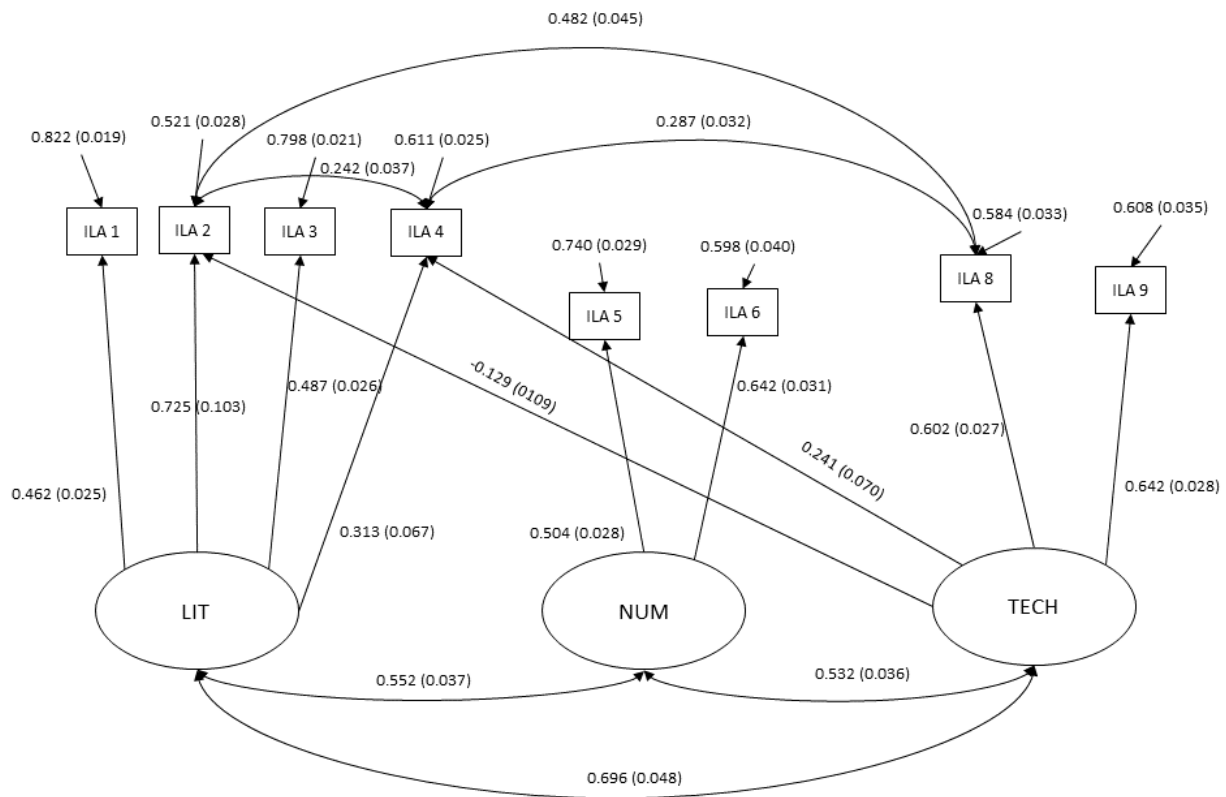 0.482 (0.045)
0.521 (0.028)
0.287 (0.032)
0.822 (0.019)
0.798 (0.021)
0.611 (0.025)
0.242 (0.037)
0.584 (0.033)
0.608 (0.035)
ILA 1
ILA 2
ILA 3
ILA 4
0.740 (0.029)
0.598 (0.040)
ILA 8
ILA 9
ILA 5
ILA 6
-0.129 (0109)
0.487 (0.026)
0.642 (0.031)
0.725 (0.103)
0.602 (0.027)
0.241 (0.070)
0.462 (0.025)
0.642 (0.028)
0.313 (0.067)
0.504 (0.028)
LIT
NUM
TECH
0.552 (0.037)
0.532 (0.036)
0.696 (0.048)